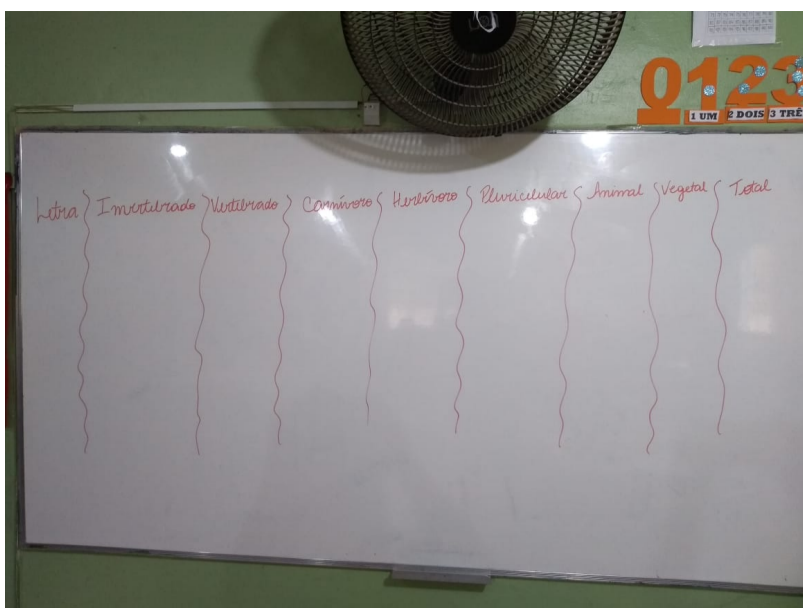 0123
1 UM 2 DOIS 3 TRÊ
Letra Invertebrado Vertebrado Carnívoro Herbívoro Pluricelular Animal Vegetal Total